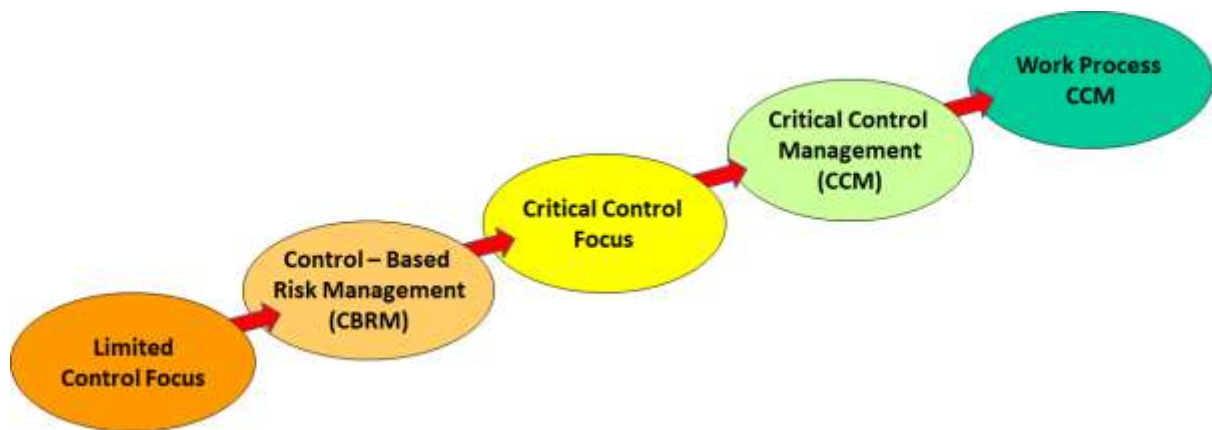 Limited
Control Focus
Control – Based
Risk Management
(CBRM)
Critical Control
Focus
Critical Control
Management
(CCM)
Work Process
CCM